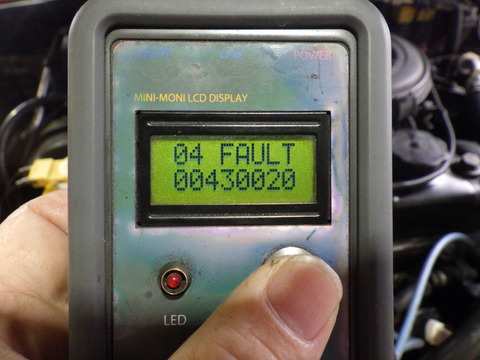 POWER
MINI-MONI LCD DISPLAY
04 FAULT
00430020
LED